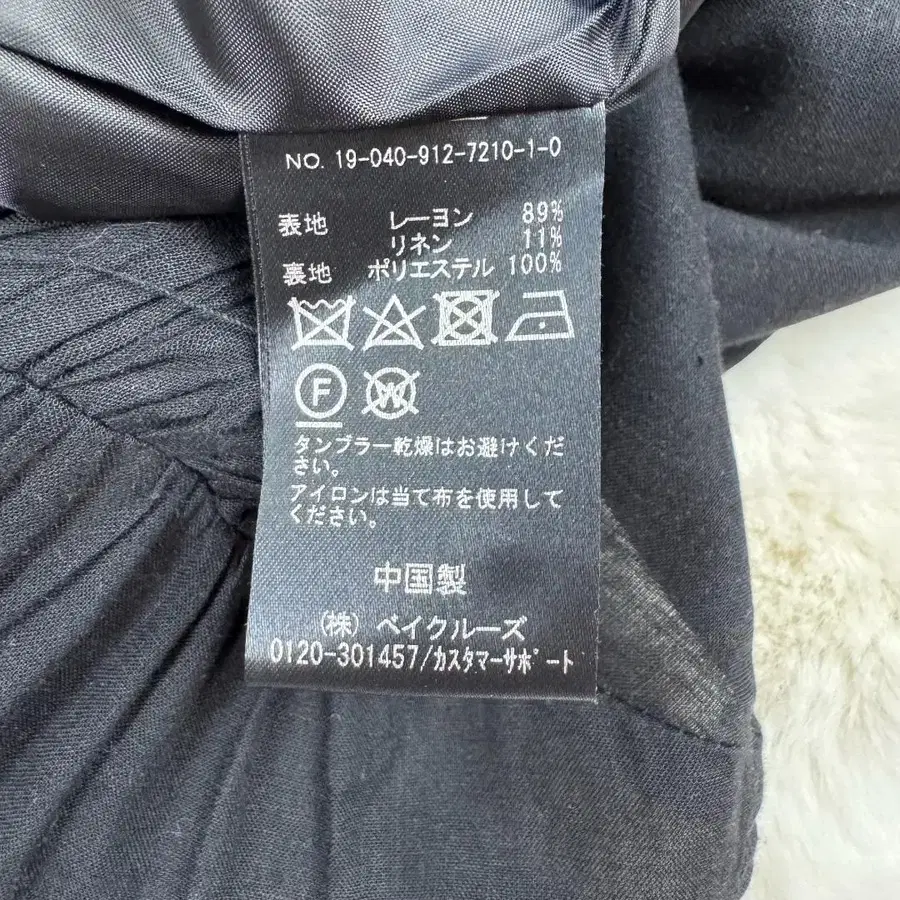 NO. 19-040-912-7210-1-0
表地 レーヨン 89%
リネン 11%
裏地 ポリエステル 100%
F W
タンブラー乾燥はお避けくだ
さい。
アイロンは当て布を使用して
ください。
中国製
(株) ベイクルーズ
0120-301457/カスタマーサポート